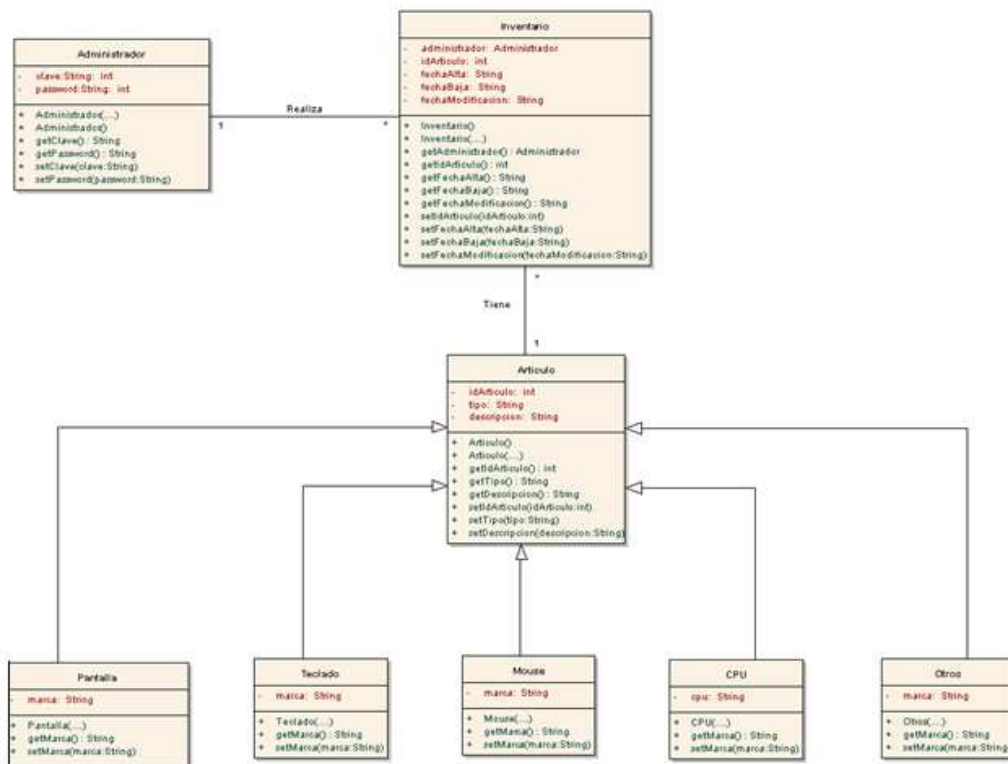 Administrador
- clave:String: int
- password:String: int
+ Administrador(....)
+ Administrador()
+ getClave() : String
+ getPassword() : String
+ setClave(clave:String)
+ setPassword(password:String)
Realiza
1
*
Inventario
- administrador: Administrador
- idArticulo: int
- fechaAlta: String
- fechaBaja: String
- fechaModificacion: String
+ Inventario()
+ Inventario(....)
+ getAdministrador() : Administrador
+ getIdArticulo() : int
+ getFechaAlta() : String
+ getFechaBaja() : String
+ getFechaModificacion() : String
+ setIdArticulo(idArticulo:int)
+ setFechaAlta(fechaAlta:String)
+ setFechaBaja(fechaBaja:String)
+ setFechaModificacion(fechaModificacion:String)
*
Tiene
1
Articulo
- idArticulo: int
- tipo: String
- descripcion: String
+ Articulo()
+ Articulo(....)
+ getIdArticulo() : int
+ getTipo() : String
+ getDescripcion() : String
+ setIdArticulo(idArticulo:int)
+ setTipo(tipo:String)
+ setDescripcion(descripcion:String)
Pantalla
- marca: String
+ Pantalla(....)
+ getMarca() : String
+ setMarca(marca:String)
Teclado
- marca: String
+ Teclado(....)
+ getMarca() : String
+ setMarca(marca:String)
Mouse
- marca: String
+ Mouse(....)
+ getMarca() : String
+ setMarca(marca:String)
CPU
- cpu: String
+ CPU(....)
+ getMarca() : String
+ setMarca(marca:String)
Otros
- marca: String
+ Otros(....)
+ getMarca() : String
+ setMarca(marca:String)